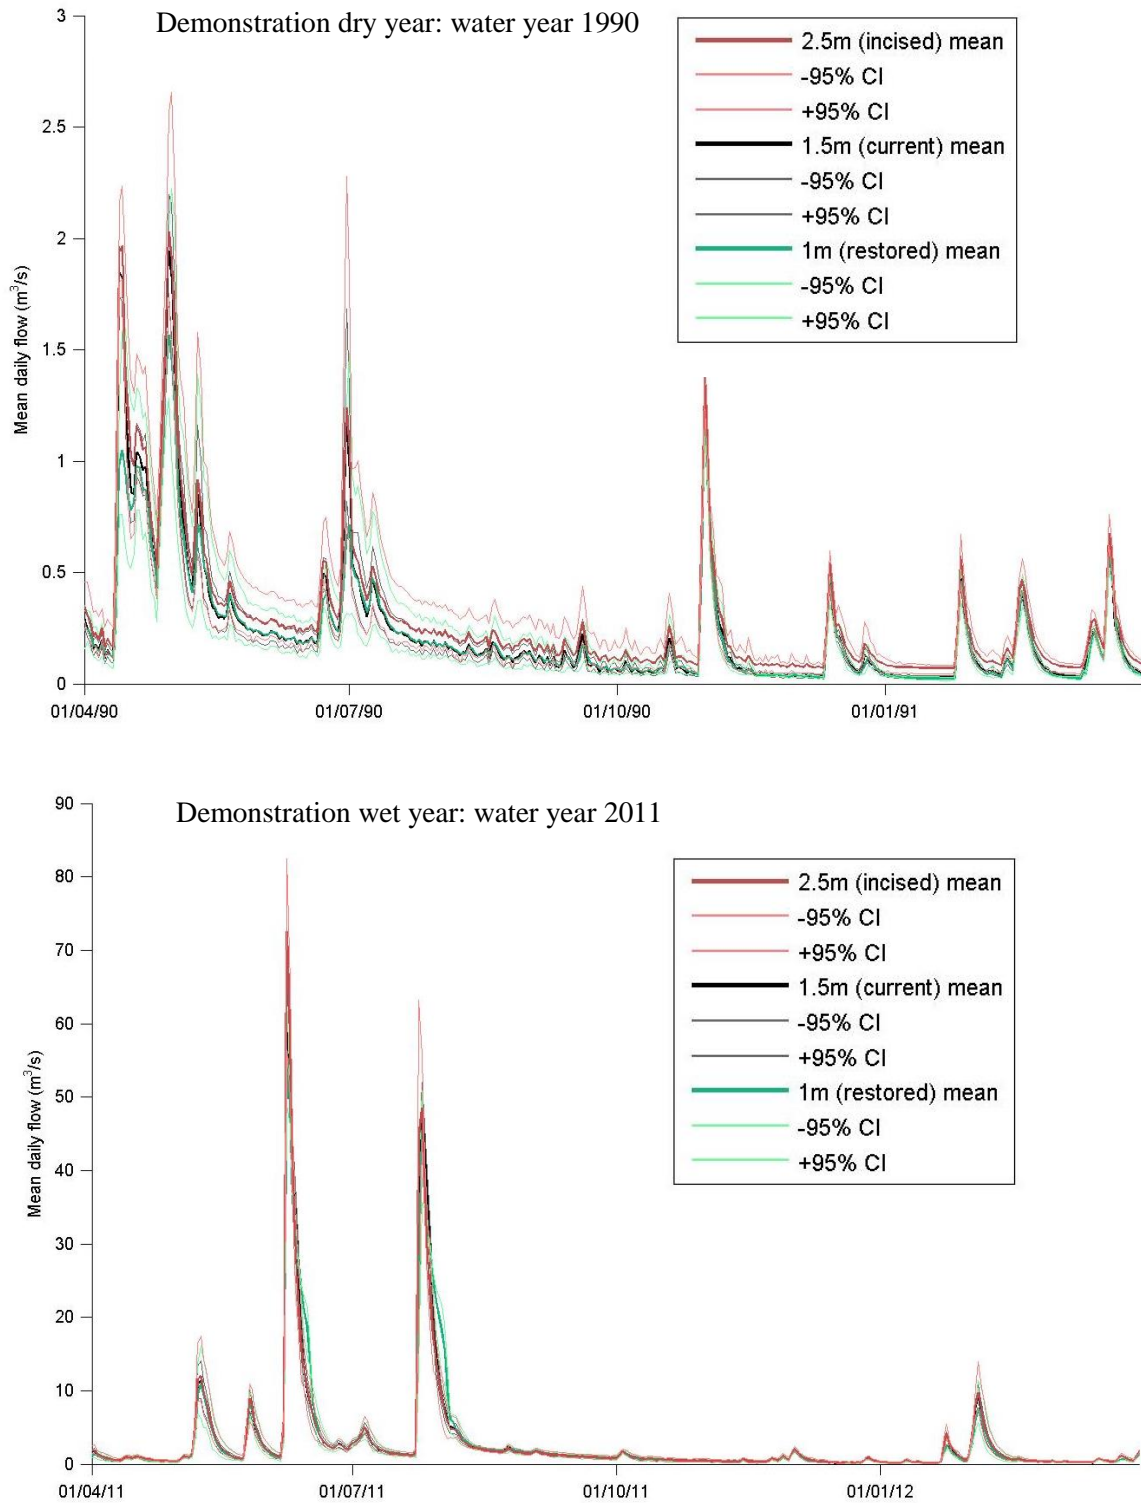 Demonstration dry year: water year 1990
3
2.5
2
1.5
1
0.5
0
Mean daily flow (m³/s)
2.5m (incised) mean
-95% CI
+95% CI
1.5m (current) mean
-95% CI
+95% CI
1m (restored) mean
-95% CI
+95% CI
01/04/90 01/07/90 01/10/90 01/01/91
Demonstration wet year: water year 2011
90
80
70
60
50
40
30
20
10
0
Mean daily flow (m³/s)
2.5m (incised) mean
-95% CI
+95% CI
1.5m (current) mean
-95% CI
+95% CI
1m (restored) mean
-95% CI
+95% CI
01/04/11 01/07/11 01/10/11 01/01/12